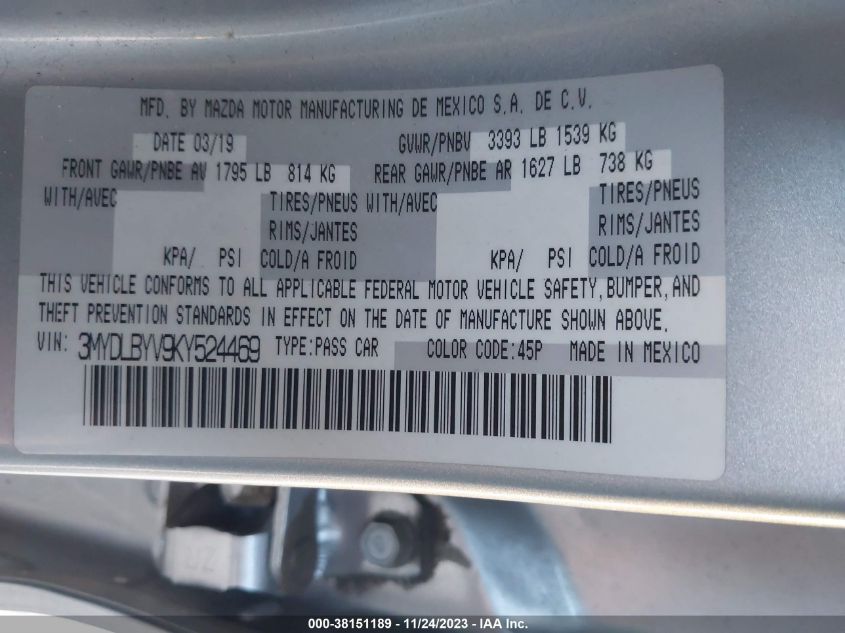 MFD. BY MAZDA MOTOR MANUFACTURING DE MEXICO S.A. DE C.V.
DATE 03/19 GVWR/PNBV 3393 LB 1539 KG
FRONT GAWR/PNBE AV 1795 LB 814 KG REAR GAWR/PNBE AR 1627 LB 738 KG
WITH/AVEC TIRES/PNEUS WITH/AVEC TIRES/PNEUS
RIMS/JANTES RIMS/JANTES
KPA/ PSI COLD/A FROID KPA/ PSI COLD/A FROID
THIS VEHICLE CONFORMS TO ALL APPLICABLE FEDERAL MOTOR VEHICLE SAFETY, BUMPER, AND
THEFT PREVENTION STANDARDS IN EFFECT ON THE DATE OF MANUFACTURE SHOWN ABOVE.
VIN: 3MYDLBYV9KY524469 TYPE:PASS CAR COLOR CODE:45P MADE IN MEXICO
000-38151189 - 11/24/2023 - IAA Inc.